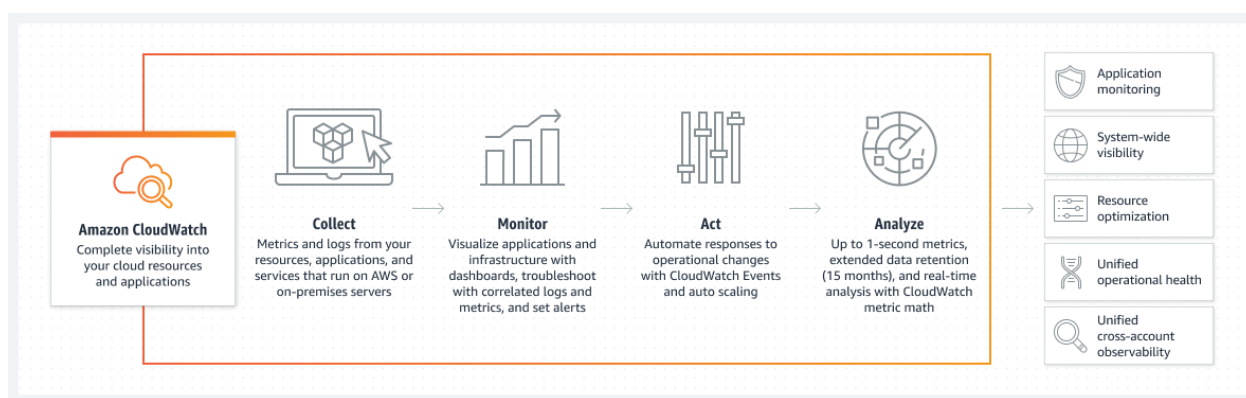 Amazon CloudWatch
Complete visibility into
your cloud resources
and applications
Collect
Metrics and logs from your
resources, applications, and
services that run on AWS or
on-premises servers
Monitor
Visualize applications and
infrastructure with
dashboards, troubleshoot
with correlated logs and
metrics, and set alerts
Act
Automate responses to
operational changes
with CloudWatch Events
and auto scaling
Analyze
Up to 1-second metrics,
extended data retention
(15 months), and real-time
analysis with CloudWatch
metric math
Application
monitoring
System-wide
visibility
Resource
optimization
Unified
operational health
Unified
cross-account
observability